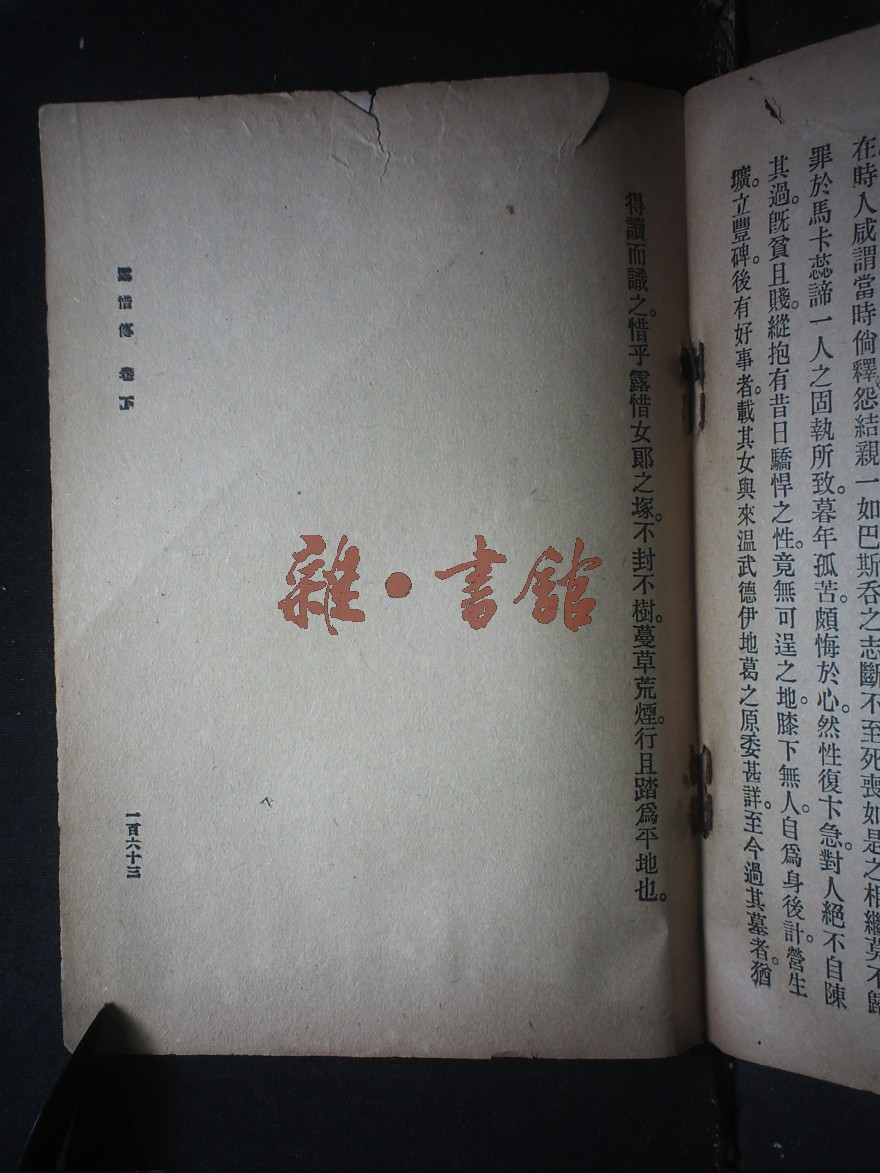 在時人咸謂當時倘釋怨結親一如巴斯吞之志斷不至死喪如是之相繼莫不歸
罪於馬卡蕊諦一人之固執所致。暮年孤苦。頗悔於心。然性復卞急。對人絕不自陳
其過。旣貧且賤。縱抱有昔日驕悍之性。竟無可逞之地。膝下無人。自爲身後計。營生
壙。立豐碑。後有好事者。載其女與來温武德伊地葛之原委甚詳。至今過其墓者。猶
得讀而識之。惜乎露惜女郎之塚。不封不樹。蔓草荒煙。行且踏爲平地也。
雜·書館
露惜傳 卷下
一百六十三